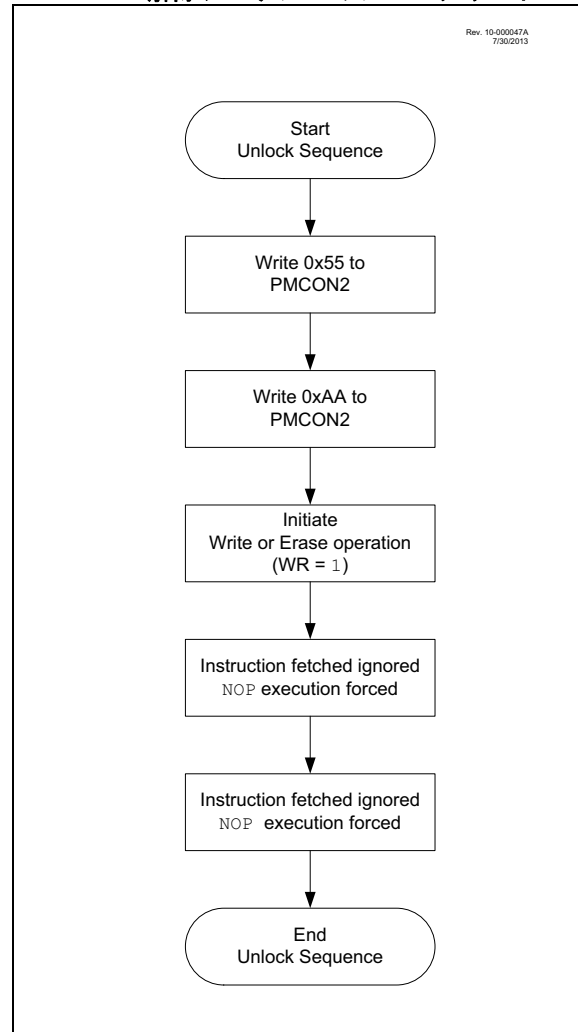 Rev. 10-000047A
7/30/2013
Start
Unlock Sequence
Write 0x55 to
PMCON2
Write 0xAA to
PMCON2
Initiate
Write or Erase operation
(WR = 1)
Instruction fetched ignored
NOP execution forced
Instruction fetched ignored
NOP execution forced
End
Unlock Sequence